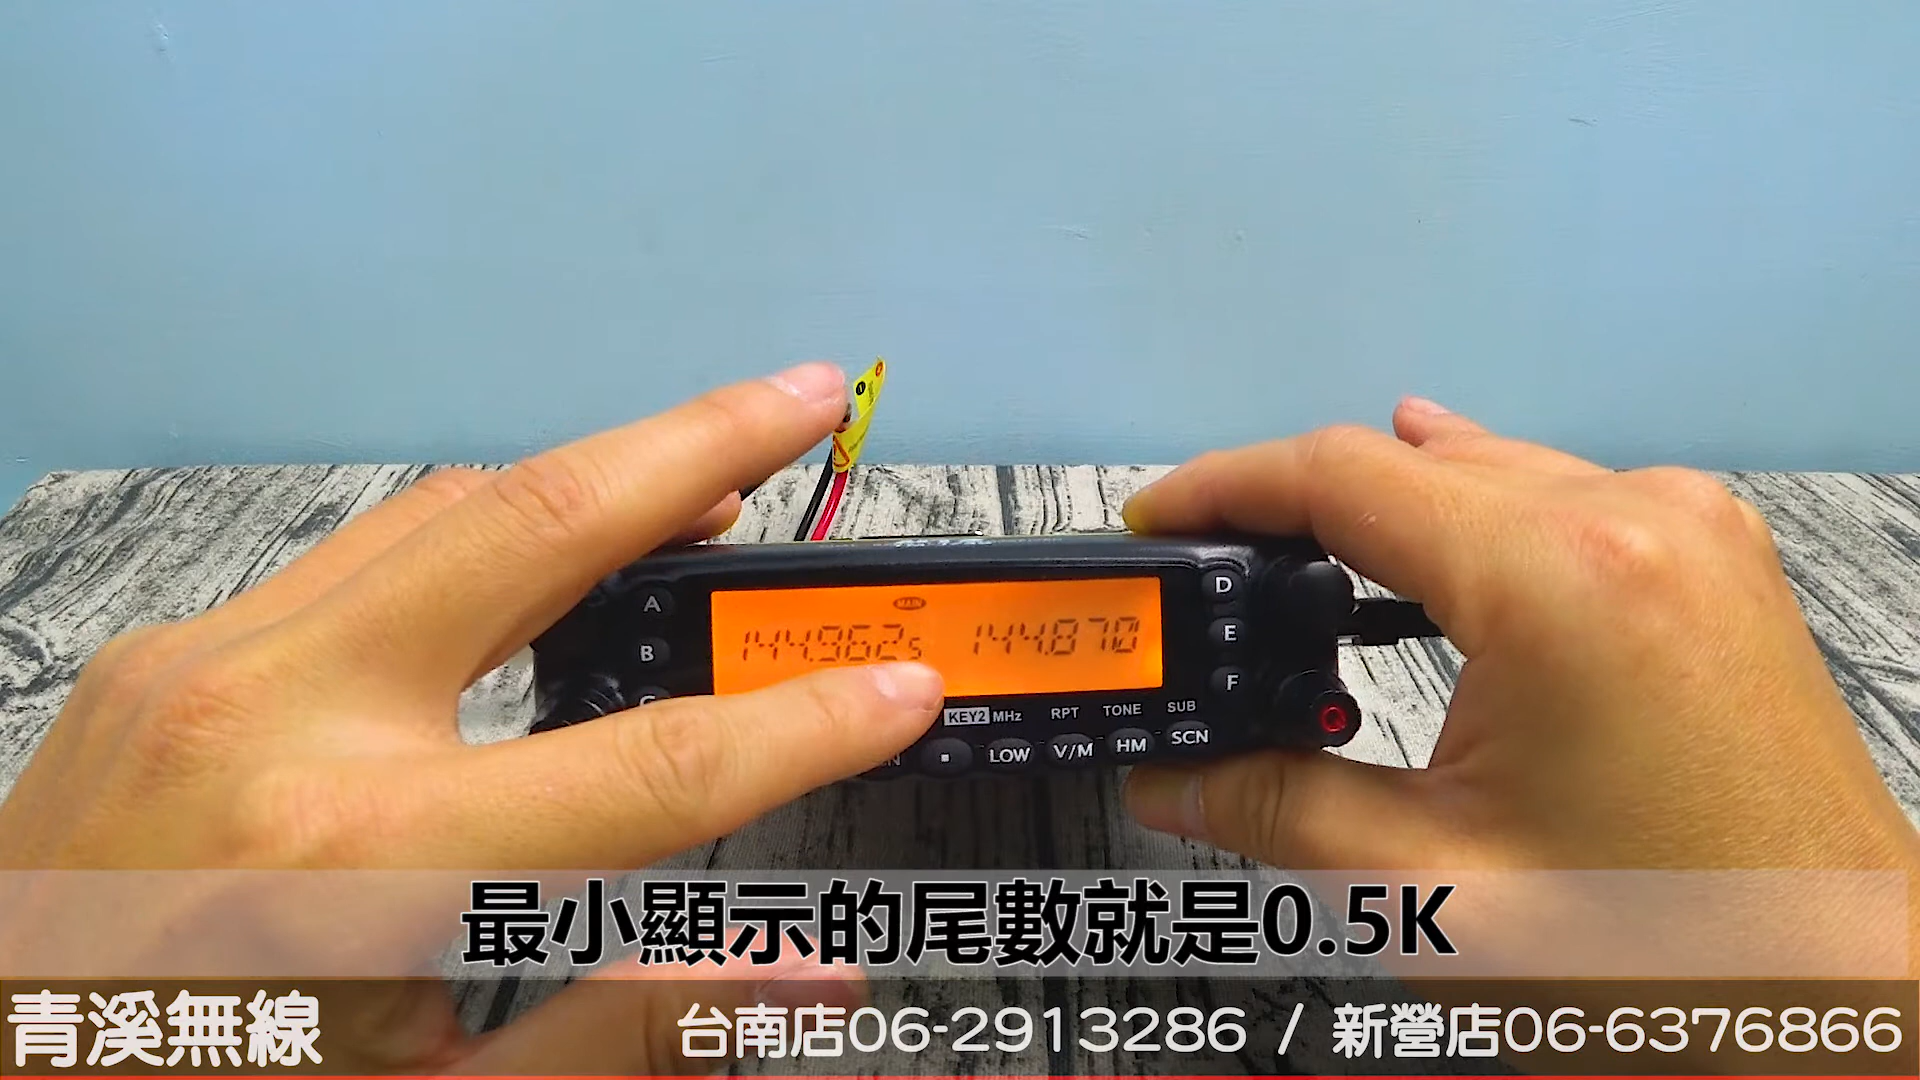 MAIN
144.9625
144.870
A
B
D
E
F
KEY2 MHz RPT TONE SUB
LOW V/M HM SCN
最小顯示的尾數就是0.5K
青溪無線
台南店06-2913286 / 新營店06-6376866